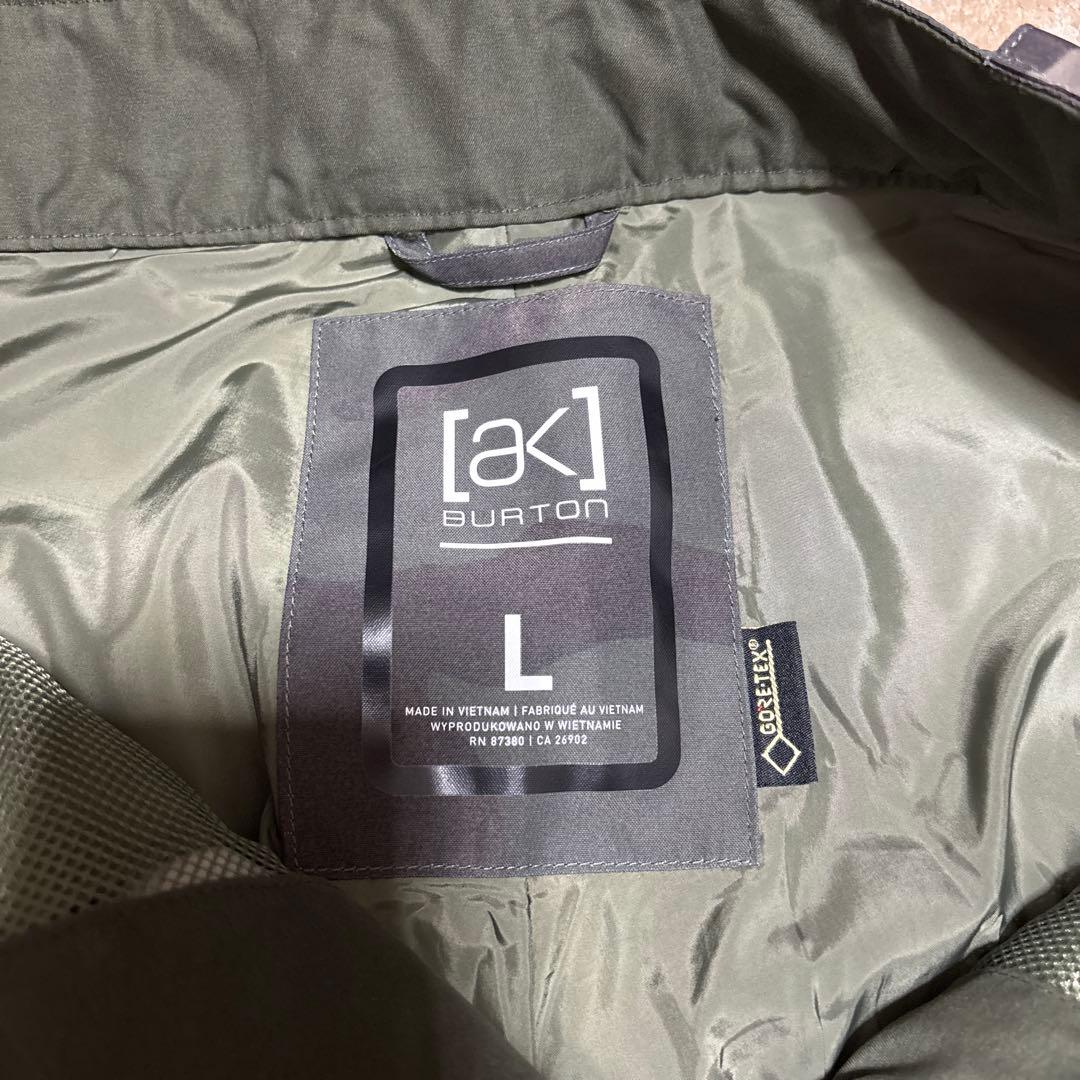 [ak]
BURTON
L
MADE IN VIETNAM | FABRIQUÉ AU VIETNAM
WYPRODUKOWANO W WIETNAMIE
RN 87380 | CA 26902
GORE-TEX®